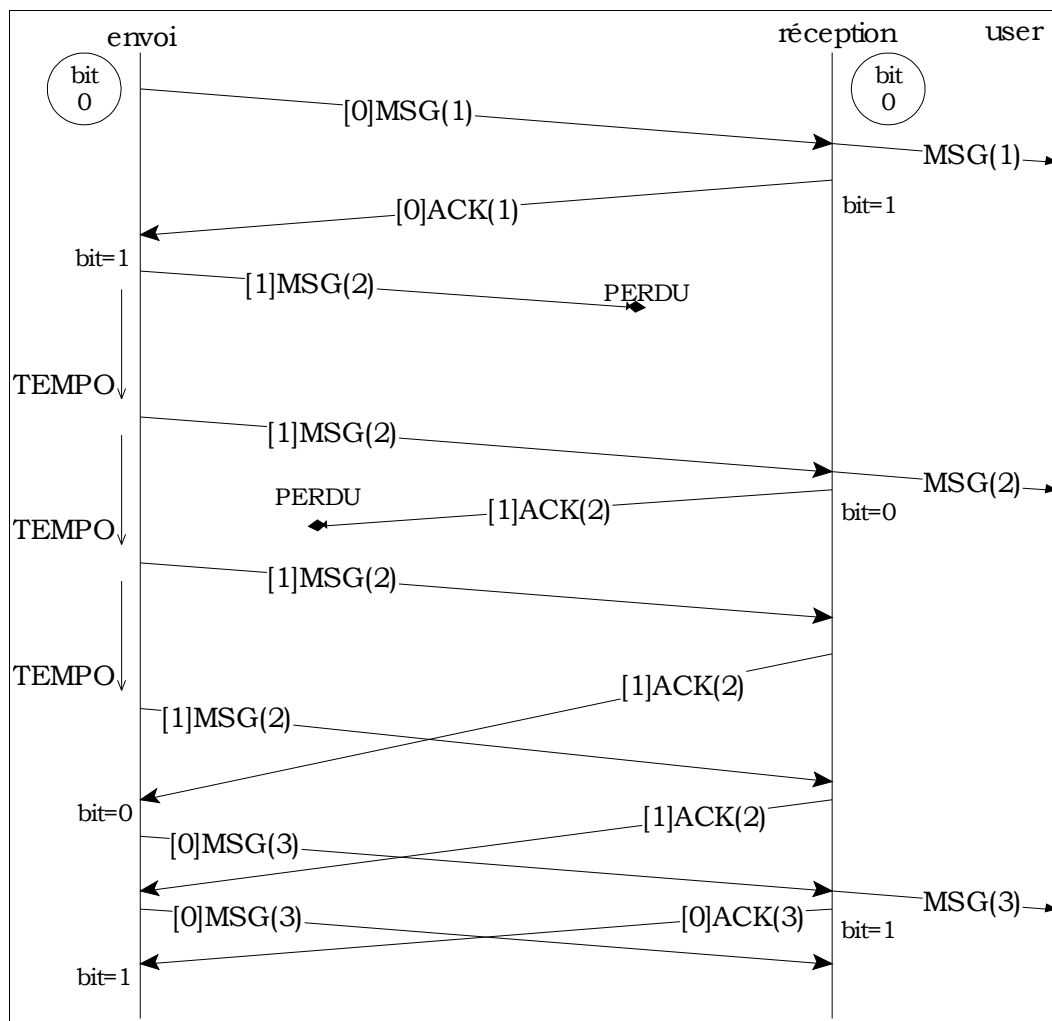 envoi
réception
user
bit
0
bit
0
[0]MSG(1)
MSG(1)
[0]ACK(1)
bit=1
bit=1
[1]MSG(2)
PERDU
TEMPO
[1]MSG(2)
MSG(2)
PERDU
[1]ACK(2)
bit=0
TEMPO
[1]MSG(2)
TEMPO
[1]ACK(2)
[1]MSG(2)
bit=0
[1]ACK(2)
[0]MSG(3)
MSG(3)
[0]MSG(3)
[0]ACK(3)
bit=1
bit=1